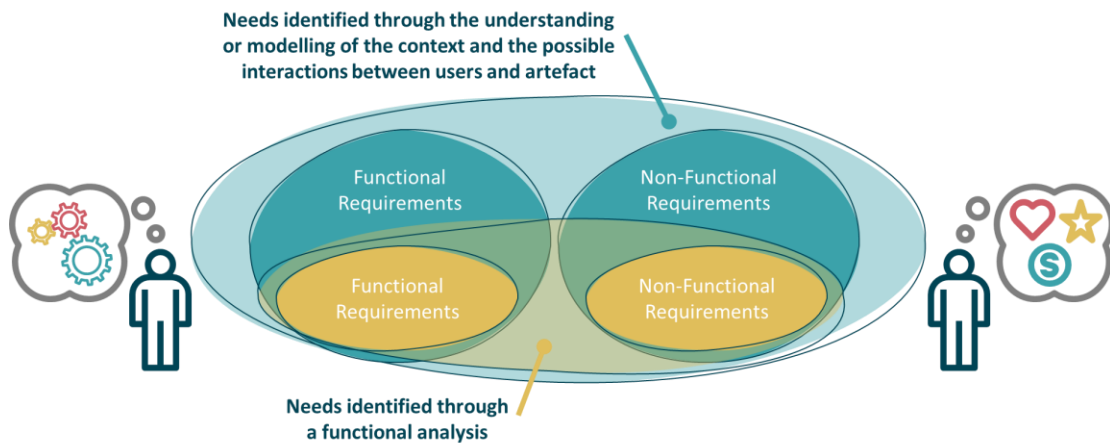 Needs identified through the understanding
or modelling of the context and the possible
interactions between users and artefact
Functional
Requirements
Non-Functional
Requirements
Functional
Requirements
Non-Functional
Requirements
S
Needs identified through
a functional analysis